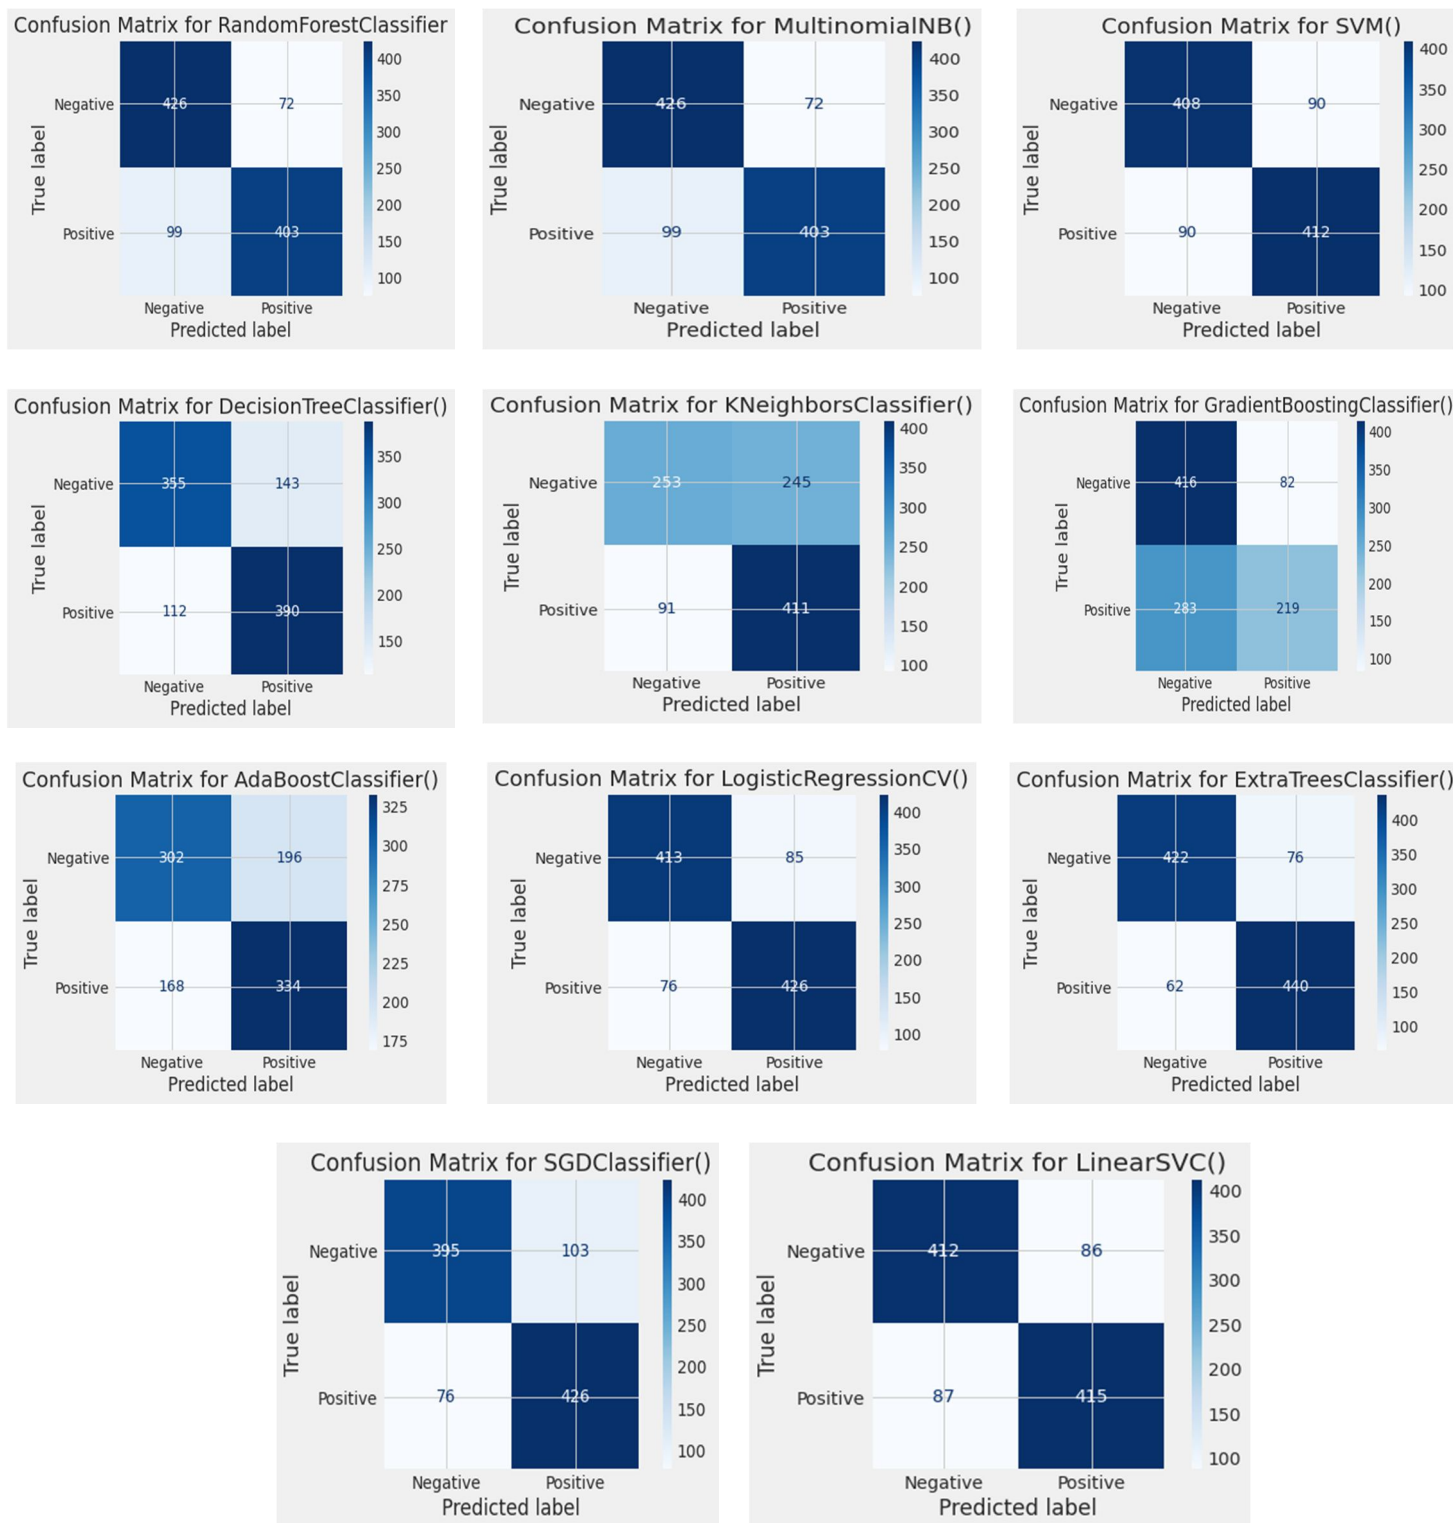 Confusion Matrix for RandomForestClassifier
400
Negative 426 72
350
300
True label
250
200
Positive 99 403
150
100
Negative Positive
Predicted label
Confusion Matrix for MultinomialNB()
400
Negative 426 72
350
300
True label
250
200
Positive 99 403
150
100
Negative Positive
Predicted label
Confusion Matrix for SVM()
400
Negative 408 90
350
300
True label
250
200
Positive 90 412
150
100
Negative Positive
Predicted label
Confusion Matrix for DecisionTreeClassifier()
350
Negative 355 143
300
True label
250
200
Positive 112 390
150
Negative Positive
Predicted label
Confusion Matrix for KNeighborsClassifier()
400
Negative 253 245
350
300
True label
250
200
Positive 91 411
150
100
Negative Positive
Predicted label
Confusion Matrix for GradientBoostingClassifier()
400
Negative 416 82
350
300
True label
250
200
Positive 283 219
150
100
Negative Positive
Predicted label
Confusion Matrix for AdaBoostClassifier()
325
Negative 302 196
300
275
True label
250
225
Positive 168 334
200
175
Negative Positive
Predicted label
Confusion Matrix for LogisticRegressionCV()
400
Negative 413 85
350
300
True label
250
200
Positive 76 426
150
100
Negative Positive
Predicted label
Confusion Matrix for ExtraTreesClassifier()
400
Negative 422 76
350
300
True label
250
200
Positive 62 440
150
100
Negative Positive
Predicted label
Confusion Matrix for SGDClassifier()
400
Negative 395 103
350
300
True label
250
200
Positive 76 426
150
100
Negative Positive
Predicted label
Confusion Matrix for LinearSVC()
400
Negative 412 86
350
300
True label
250
200
Positive 87 415
150
100
Negative Positive
Predicted label